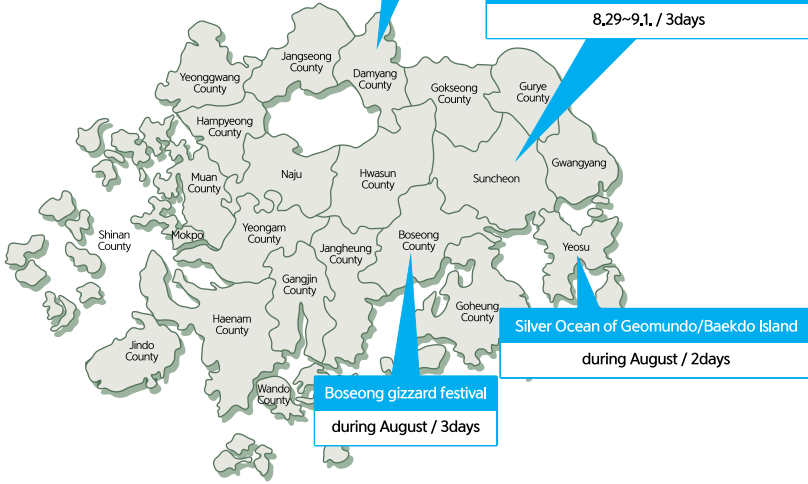 8.29~9.1. / 3days
Jangseong
County
Damyang
County
Yeonggwang
County
Gokseong
County
Gurye
County
Hampyeong
County
Gwangyang
Muan
County
Naju
Hwasun
County
Suncheon
Shinan
County
Mokpo
Yeongam
County
Jangheung
County
Boseong
County
Yeosu
Gangjin
County
Goheung
County
Haenam
County
Silver Ocean of Geomundo/Baekdo Island
during August / 2days
Jindo
County
Wando
County
Boseong gizzard festival
during August / 3days